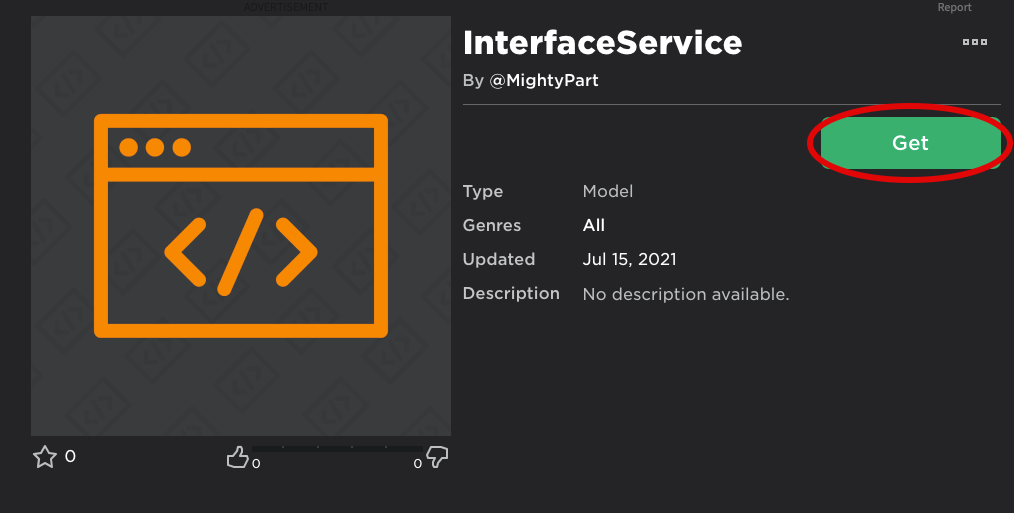 ADVERTISEMENT
Report
InterfaceService
By @MightyPart
Get
Type Model
Genres All
Updated Jul 15, 2021
Description No description available.
0
0
0